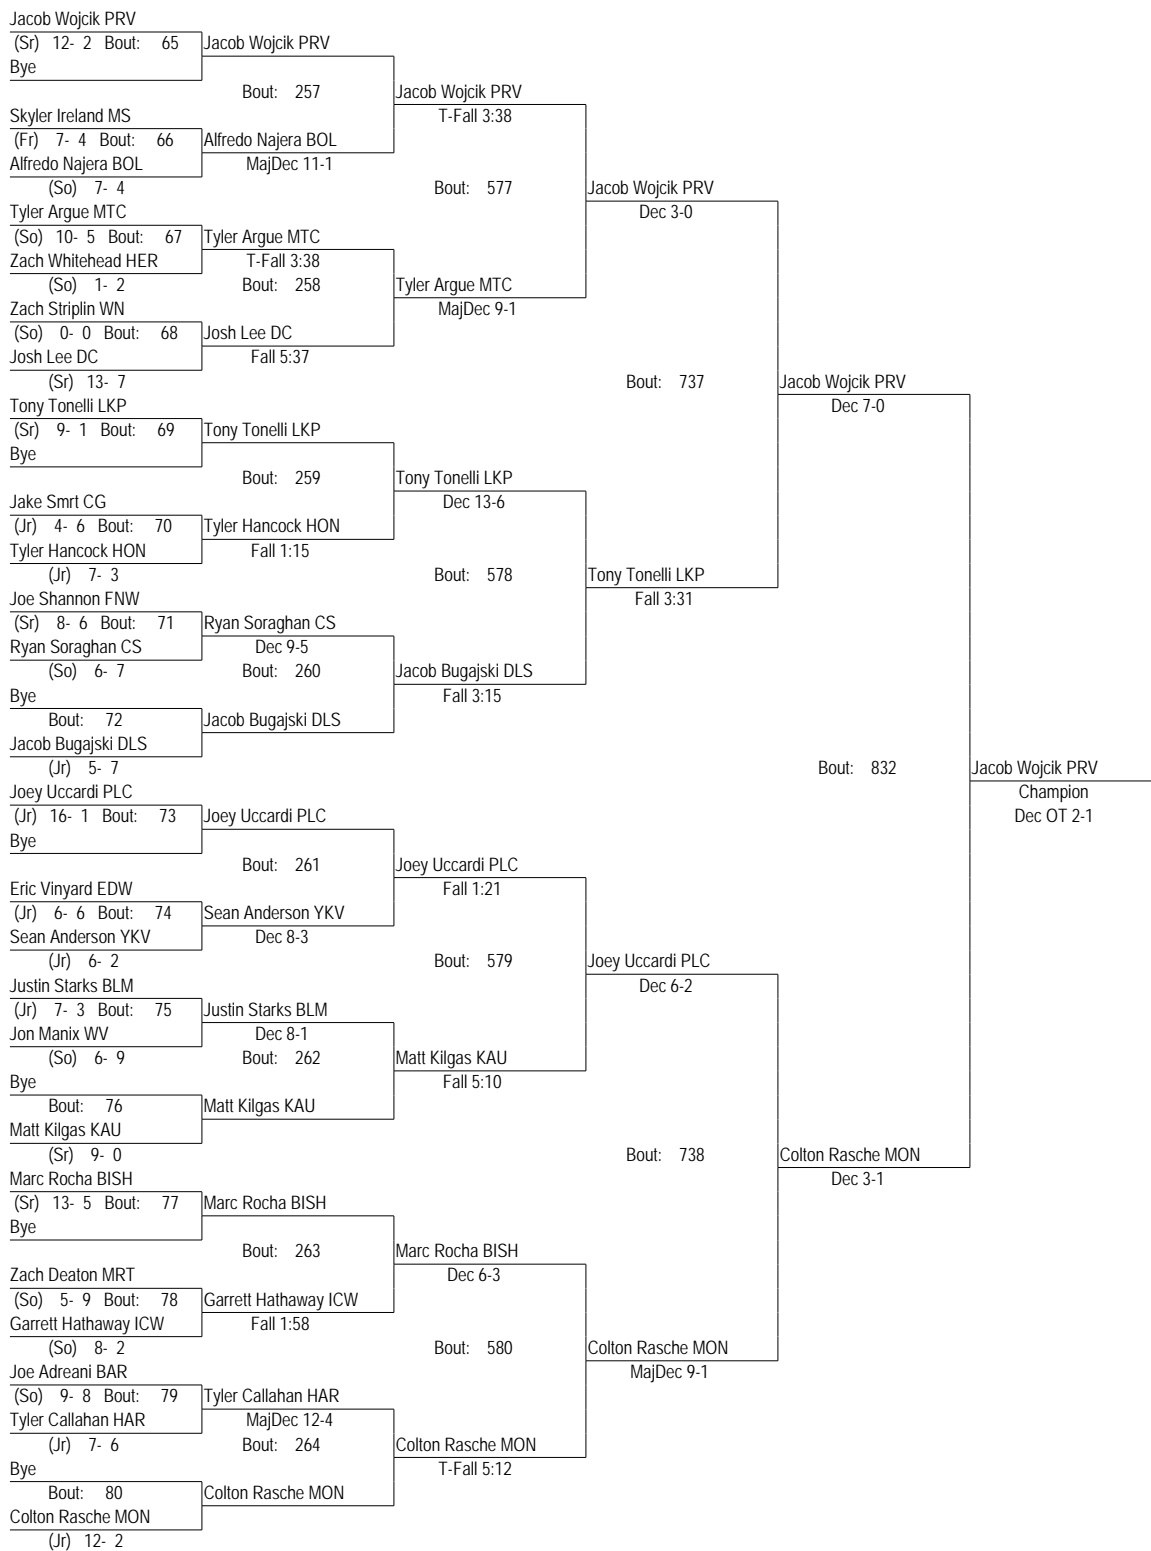 Jacob Wojcik PRV
(Sr) 12- 2 Bout: 65 Jacob Wojcik PRV
Bye
Bout: 257 Jacob Wojcik PRV
Skyler Ireland MS T-Fall 3:38
(Fr) 7- 4 Bout: 66 Alfredo Najera BOL
Alfredo Najera BOL MajDec 11-1
(So) 7- 4 Bout: 577 Jacob Wojcik PRV
Tyler Argue MTC Dec 3-0
(So) 10- 5 Bout: 67 Tyler Argue MTC
Zach Whitehead HER T-Fall 3:38
(So) 1- 2 Bout: 258 Tyler Argue MTC
Zach Striplin WN MajDec 9-1
(So) 0- 0 Bout: 68 Josh Lee DC
Josh Lee DC Fall 5:37
(Sr) 13- 7 Bout: 737 Jacob Wojcik PRV
Tony Tonelli LKP Dec 7-0
(Sr) 9- 1 Bout: 69 Tony Tonelli LKP
Bye
Bout: 259 Tony Tonelli LKP
Jake Smrt CG Dec 13-6
(Jr) 4- 6 Bout: 70 Tyler Hancock HON
Tyler Hancock HON Fall 1:15
(Jr) 7- 3 Bout: 578 Tony Tonelli LKP
Joe Shannon FNW Fall 3:31
(Sr) 8- 6 Bout: 71 Ryan Soraghan CS
Ryan Soraghan CS Dec 9-5
(So) 6- 7 Bout: 260 Jacob Bugajski DLS
Bye Fall 3:15
Bout: 72 Jacob Bugajski DLS
Jacob Bugajski DLS
(Jr) 5- 7 Bout: 832 Jacob Wojcik PRV
Joey Uccardi PLC Champion
(Jr) 16- 1 Bout: 73 Joey Uccardi PLC Dec OT 2-1
Bye
Bout: 261 Joey Uccardi PLC
Eric Vinyard EDW Fall 1:21
(Jr) 6- 6 Bout: 74 Sean Anderson YKV
Sean Anderson YKV Dec 8-3
(Jr) 6- 2 Bout: 579 Joey Uccardi PLC
Justin Starks BLM Dec 6-2
(Jr) 7- 3 Bout: 75 Justin Starks BLM
Jon Manix WV Dec 8-1
(So) 6- 9 Bout: 262 Matt Kilgas KAU
Bye Fall 5:10
Bout: 76 Matt Kilgas KAU
Matt Kilgas KAU
(Sr) 9- 0 Bout: 738 Colton Rasche MON
Marc Rocha BISH Dec 3-1
(Sr) 13- 5 Bout: 77 Marc Rocha BISH
Bye
Bout: 263 Marc Rocha BISH
Zach Deaton MRT Dec 6-3
(So) 5- 9 Bout: 78 Garrett Hathaway ICW
Garrett Hathaway ICW Fall 1:58
(So) 8- 2 Bout: 580 Colton Rasche MON
Joe Adreani BAR MajDec 9-1
(So) 9- 8 Bout: 79 Tyler Callahan HAR
Tyler Callahan HAR MajDec 12-4
(Jr) 7- 6 Bout: 264 Colton Rasche MON
Bye T-Fall 5:12
Bout: 80 Colton Rasche MON
Colton Rasche MON
(Jr) 12- 2